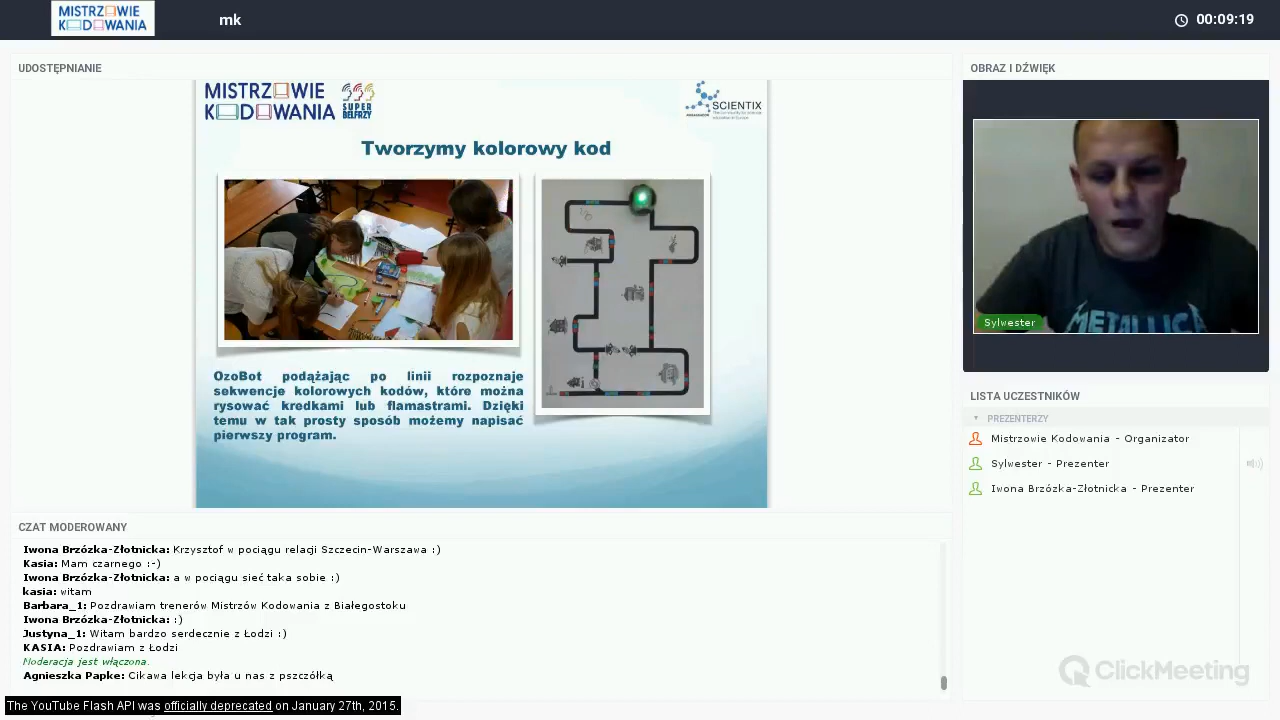 MISTRZOWIE
KODOWANIA
mk
00:09:19
UDOSTĘPNIANIE
MISTRZOWIE
KODOWANIA
SUPER
BELFRZY
SCIENTIX
Tworzymy kolorowy kod
OzoBot podążając po linii rozpoznaje
sekwencje kolorowych kodów, które można
rysować kredkami lub flamastrami. Dzięki
temu w tak prosty sposób możemy napisać
pierwszy program.
OBRAZ I DŹWIĘK
METALLICA
Sylwester
LISTA UCZESTNIKÓW
PREZENTERZY
Mistrzowie Kodowania - Organizator
Sylwester - Prezenter
Iwona Brzózka-Złotnicka - Prezenter
CZAT MODEROWANY
Iwona Brzózka-Złotnicka: Krzysztof w pociągu relacji Szczecin-Warszawa :)
Kasia: Mam czarnego :-)
Iwona Brzózka-Złotnicka: a w pociągu sieć taka sobie :)
kasia: witam
Barbara_1: Pozdrawiam trenerów Mistrzów Kodowania z Białegostoku
Iwona Brzózka-Złotnicka: :)
Justyna_1: Witam bardzo serdecznie z Łodzi :)
KASIA: Pozdrawiam z Łodzi
Moderacja jest włączona.
Agnieszka Papke: Cikawa lekcja była u nas z pszczółką
ClickMeeting
The YouTube Flash API was officially deprecated on January 27th, 2015.